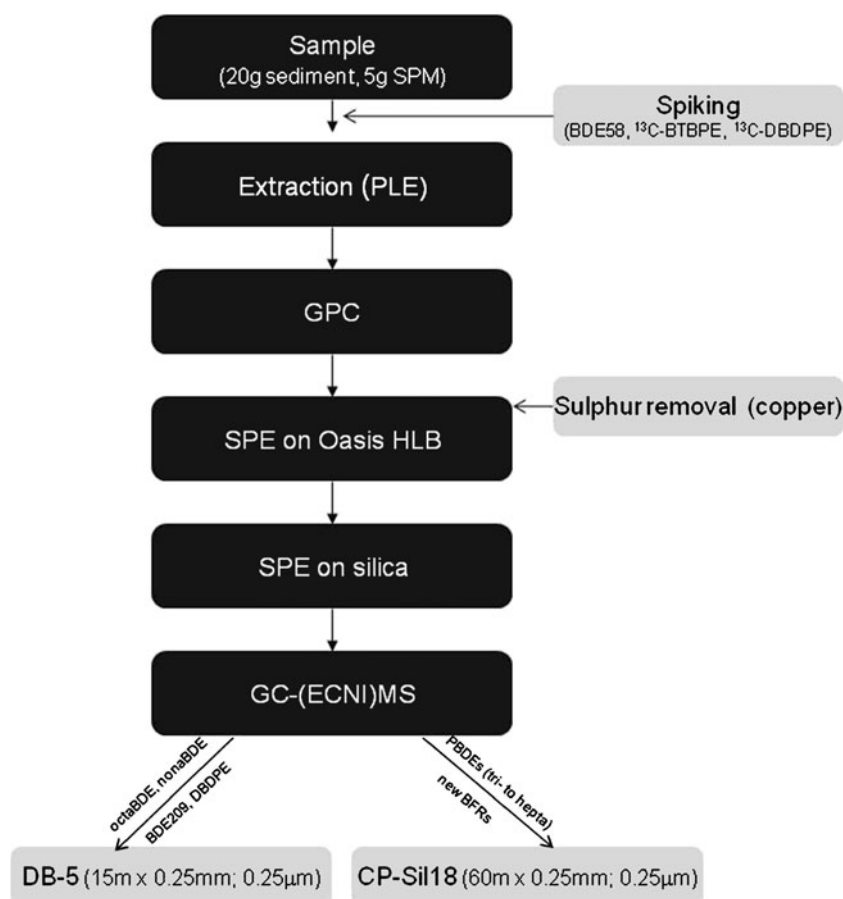 Sample
(20g sediment, 5g SPM)
Spiking
(BDE58, ¹³C-BTBPE, ¹³C-DBDPE)
Extraction (PLE)
GPC
Sulphur removal (copper)
SPE on Oasis HLB
SPE on silica
GC-(ECNI)MS
octaBDE, nonaBDE
BDE209, DBDPE
PBDEs (tri- to hepta)
new BFRs
DB-5 (15m x 0.25mm; 0.25µm)
CP-Sil18 (60m x 0.25mm; 0.25µm)